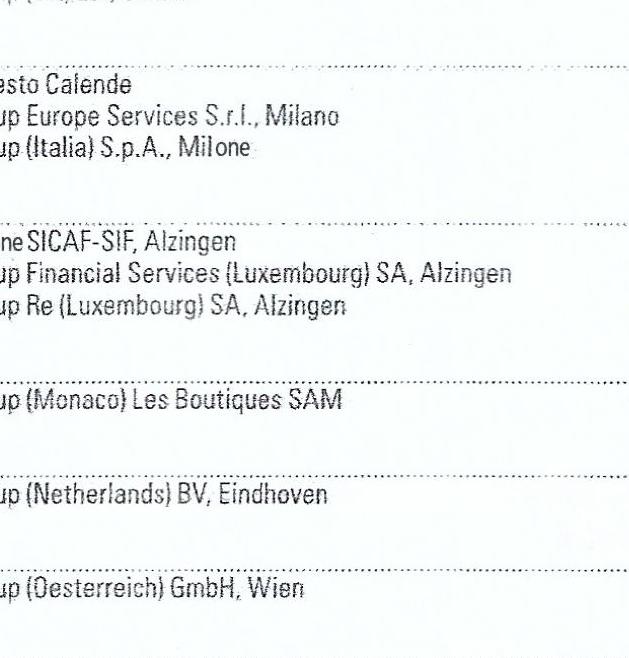 esto Calende
up Europe Services S.r.l., Milano
up (Italia) S.p.A., Milone
ne SICAF-SIF, Alzingen
up Financial Services (Luxembourg) SA, Alzingen
up Re (Luxembourg) SA, Alzingen
up (Monaco) Les Boutiques SAM
up (Netherlands) BV, Eindhoven
up (Oesterreich) GmbH, Wien